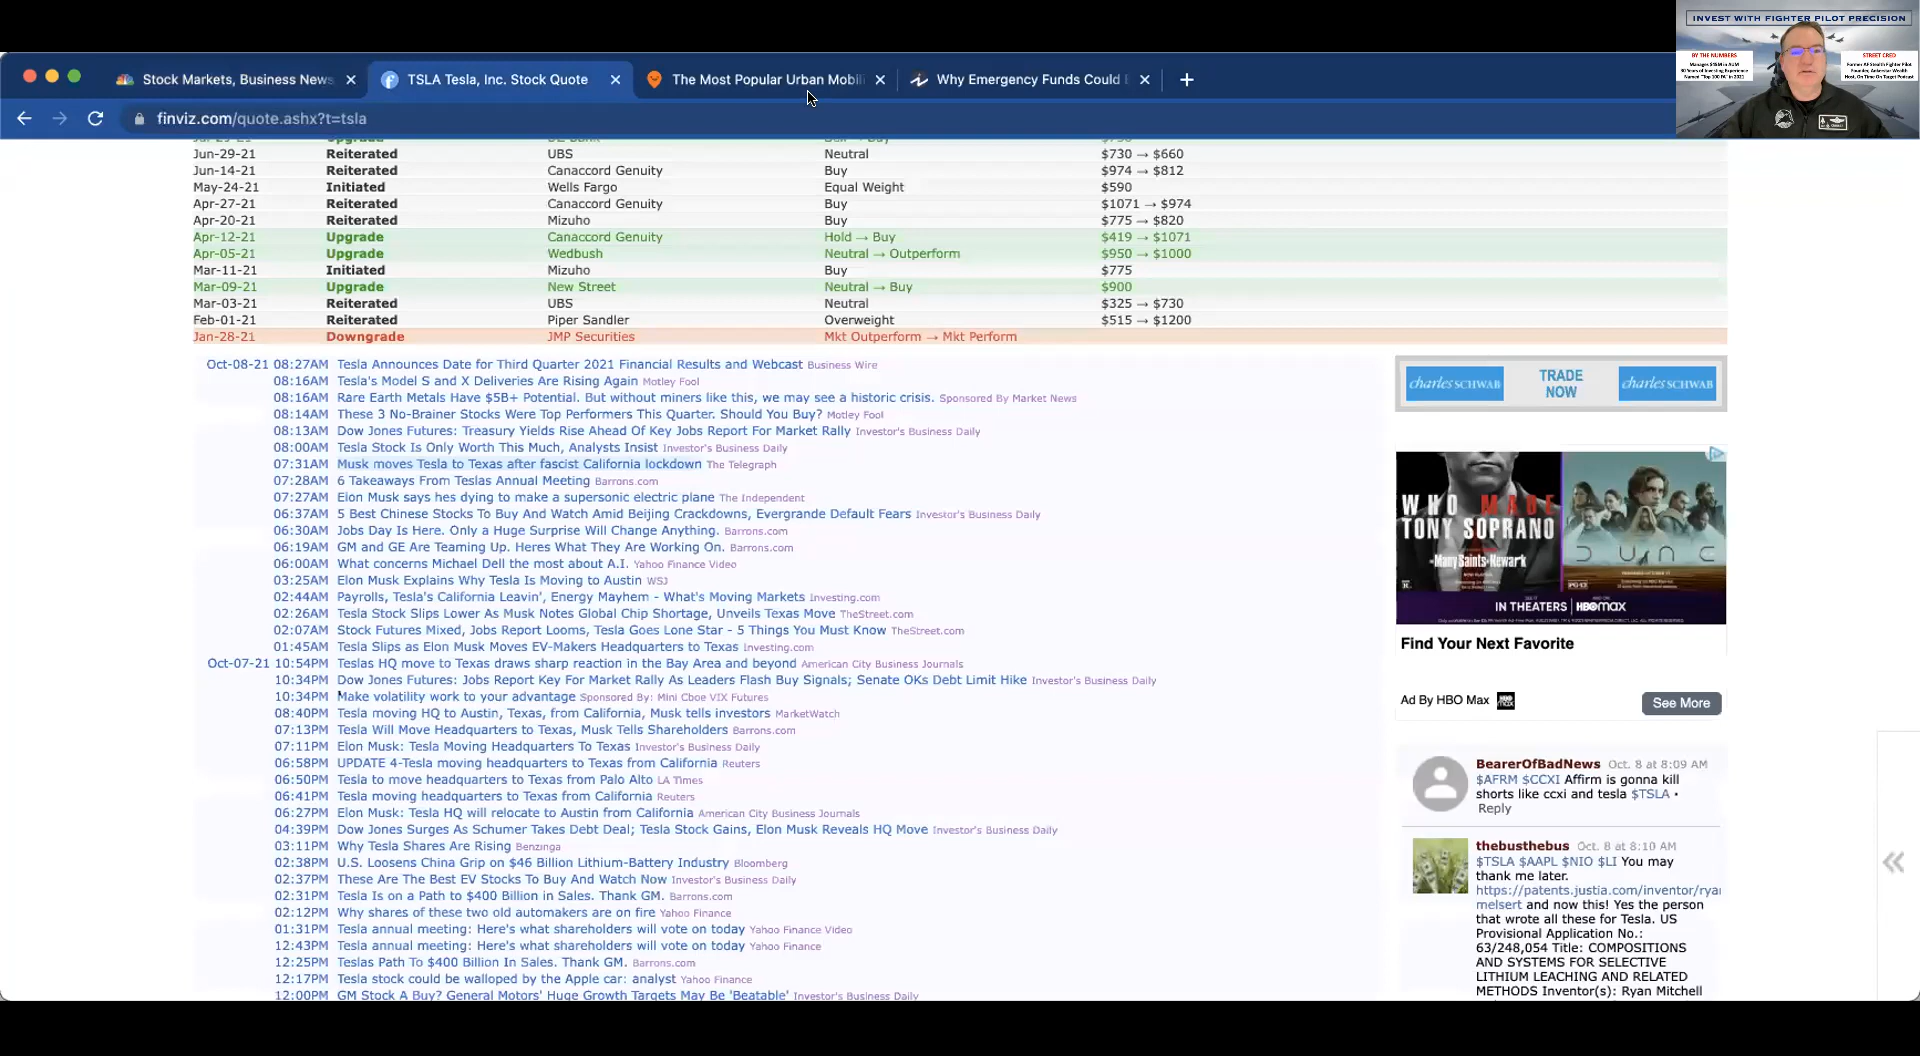 INVEST WITH FIGHTER PILOT PRECISION
BY THE NUMBERS
STREET CRED
Stock Markets, Business News
TSLA Tesla, Inc. Stock Quote
The Most Popular Urban Mobil
Why Emergency Funds Could
finviz.com/quote.ashx?t=tsla
Jun-29-21 Reiterated UBS Neutral $730 → $660
Jun-14-21 Reiterated Canaccord Genuity Buy $974 → $812
May-24-21 Initiated Wells Fargo Equal Weight $590
Apr-27-21 Reiterated Canaccord Genuity Buy $1071 → $974
Apr-20-21 Reiterated Mizuho Buy $775 → $820
Apr-12-21 Upgrade Canaccord Genuity Hold → Buy $419 → $1071
Apr-05-21 Upgrade Wedbush Neutral → Outperform $950 → $1000
Mar-11-21 Initiated Mizuho Buy $775
Mar-09-21 Upgrade New Street Neutral → Buy $900
Mar-03-21 Reiterated UBS Neutral $325 → $730
Feb-01-21 Reiterated Piper Sandler Overweight $515 → $1200
Jan-28-21 Downgrade JMP Securities Mkt Outperform → Mkt Perform
Oct-08-21 08:27AM Tesla Announces Date for Third Quarter 2021 Financial Results and Webcast Business Wire
08:16AM Tesla's Model S and X Deliveries Are Rising Again Motley Fool
08:16AM Rare Earth Metals Have $5B+ Potential. But without miners like this, we may see a historic crisis. Sponsored By Market News
08:14AM These 3 No-Brainer Stocks Were Top Performers This Quarter. Should You Buy? Motley Fool
08:13AM Dow Jones Futures: Treasury Yields Rise Ahead Of Key Jobs Report For Market Rally Investor's Business Daily
08:00AM Tesla Stock Is Only Worth This Much, Analysts Insist Investor's Business Daily
07:31AM Musk moves Tesla to Texas after fascist California lockdown The Telegraph
07:28AM 6 Takeaways From Teslas Annual Meeting Barrons.com
07:27AM Elon Musk says hes dying to make a supersonic electric plane The Independent
06:37AM 5 Best Chinese Stocks To Buy And Watch Amid Beijing Crackdowns, Evergrande Default Fears Investor's Business Daily
06:30AM Jobs Day Is Here. Only a Huge Surprise Will Change Anything. Barrons.com
06:19AM GM and GE Are Teaming Up. Heres What They Are Working On. Barrons.com
06:00AM What concerns Michael Dell the most about A.I. Yahoo Finance Video
03:25AM Elon Musk Explains Why Tesla Is Moving to Austin WSJ
02:44AM Payrolls, Tesla's California Leavin', Energy Mayhem - What's Moving Markets Investing.com
02:26AM Tesla Stock Slips Lower As Musk Notes Global Chip Shortage, Unveils Texas Move TheStreet.com
02:07AM Stock Futures Mixed, Jobs Report Looms, Tesla Goes Lone Star - 5 Things You Must Know TheStreet.com
01:45AM Tesla Slips as Elon Musk Moves EV-Makers Headquarters to Texas Investing.com
Oct-07-21 10:54PM Teslas HQ move to Texas draws sharp reaction in the Bay Area and beyond American City Business Journals
10:34PM Dow Jones Futures: Jobs Report Key For Market Rally As Leaders Flash Buy Signals; Senate OKs Debt Limit Hike Investor's Business Daily
10:34PM Make volatility work to your advantage Sponsored By: Mini Cboe VIX Futures
08:40PM Tesla moving HQ to Austin, Texas, from California, Musk tells investors MarketWatch
07:13PM Tesla Will Move Headquarters to Texas, Musk Tells Shareholders Barrons.com
07:11PM Elon Musk: Tesla Moving Headquarters To Texas Investor's Business Daily
06:58PM UPDATE 4-Tesla moving headquarters to Texas from California Reuters
06:50PM Tesla to move headquarters to Texas from Palo Alto LA Times
06:41PM Tesla moving headquarters to Texas from California Reuters
06:27PM Elon Musk: Tesla HQ will relocate to Austin from California American City Business Journals
04:39PM Dow Jones Surges As Schumer Takes Debt Deal; Tesla Stock Gains, Elon Musk Reveals HQ Move Investor's Business Daily
03:11PM Why Tesla Shares Are Rising Benzinga
02:38PM U.S. Loosens China Grip on $46 Billion Lithium-Battery Industry Bloomberg
02:37PM These Are The Best EV Stocks To Buy And Watch Now Investor's Business Daily
02:31PM Tesla Is on a Path to $400 Billion in Sales. Thank GM. Barrons.com
02:12PM Why shares of these two old automakers are on fire Yahoo Finance
01:31PM Tesla annual meeting: Here's what shareholders will vote on today Yahoo Finance Video
12:43PM Tesla annual meeting: Here's what shareholders will vote on today Yahoo Finance
12:25PM Teslas Path To $400 Billion In Sales. Thank GM. Barrons.com
12:17PM Tesla stock could be walloped by the Apple car: analyst Yahoo Finance
12:00PM GM Stock A Buy? General Motors' Huge Growth Targets May Be 'Beatable' Investor's Business Daily
charles SCHWAB TRADE NOW charles SCHWAB
WHO MADE
TONY SOPRANO
DUNE
IN THEATERS | HBOMAX
Find Your Next Favorite
Ad By HBO Max
See More
BearerOfBadNews Oct. 8 at 8:09 AM
$AFRM $CCXI Affirm is gonna kill
shorts like ccxi and tesla $TSLA •
Reply
thebusthebus Oct. 8 at 8:10 AM
$TSLA $AAPL $NIO $LI You may
thank me later.
https://patents.justia.com/inventor/ryan
melsert and now this! Yes the person
that wrote all these for Tesla. US
Provisional Application No.:
63/248,054 Title: COMPOSITIONS
AND SYSTEMS FOR SELECTIVE
LITHIUM LEACHING AND RELATED
METHODS Inventor(s): Ryan Mitchell